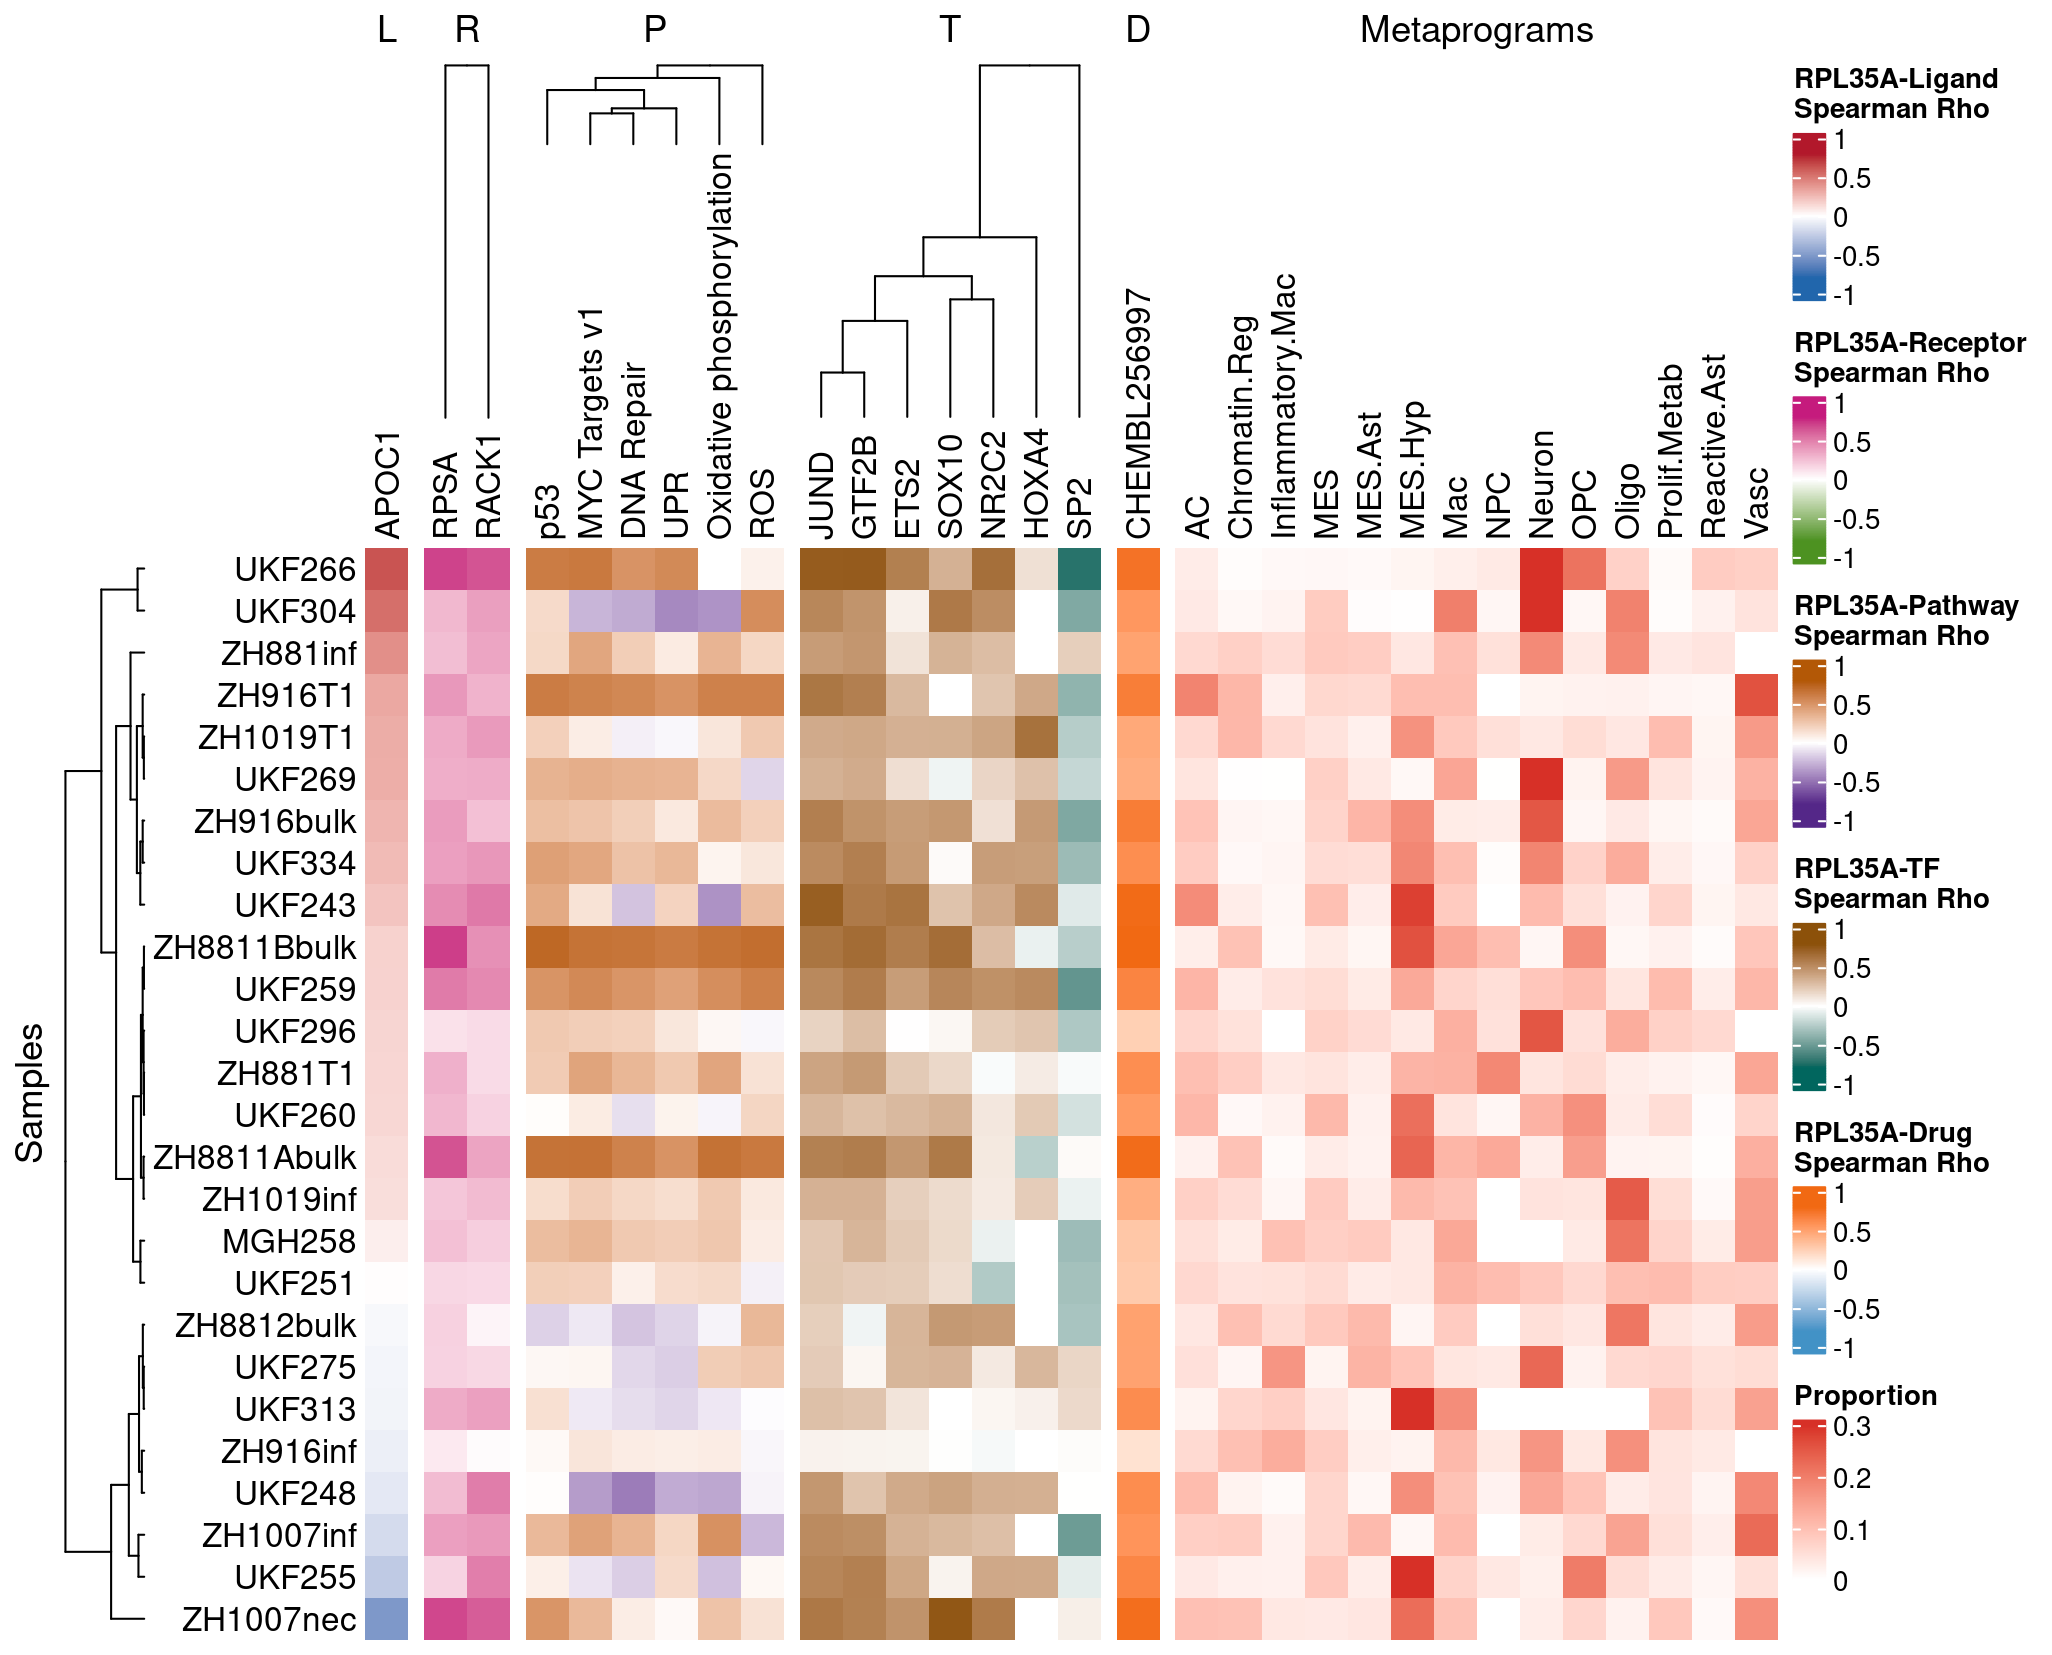 L R P T D Metaprograms
APOC1
RPSA
RACK1
p53
MYC Targets v1
DNA Repair
UPR
Oxidative phosphorylation
ROS
JUND
GTF2B
ETS2
SOX10
NR2C2
HOXA4
SP2
CHEMBL256997
AC
Chromatin.Reg
Inflammatory.Mac
MES
MES.Ast
MES.Hyp
Mac
NPC
Neuron
OPC
Oligo
Prolif.Metab
Reactive.Ast
Vasc
Samples
UKF266
UKF304
ZH881inf
ZH916T1
ZH1019T1
UKF269
ZH916bulk
UKF334
UKF243
ZH8811Bbulk
UKF259
UKF296
ZH881T1
UKF260
ZH8811Abulk
ZH1019inf
MGH258
UKF251
ZH8812bulk
UKF275
UKF313
ZH916inf
UKF248
ZH1007inf
UKF255
ZH1007nec
RPL35A-Ligand
Spearman Rho
1
0.5
0
-0.5
-1
RPL35A-Receptor
Spearman Rho
1
0.5
0
-0.5
-1
RPL35A-Pathway
Spearman Rho
1
0.5
0
-0.5
-1
RPL35A-TF
Spearman Rho
1
0.5
0
-0.5
-1
RPL35A-Drug
Spearman Rho
1
0.5
0
-0.5
-1
Proportion
0.3
0.2
0.1
0